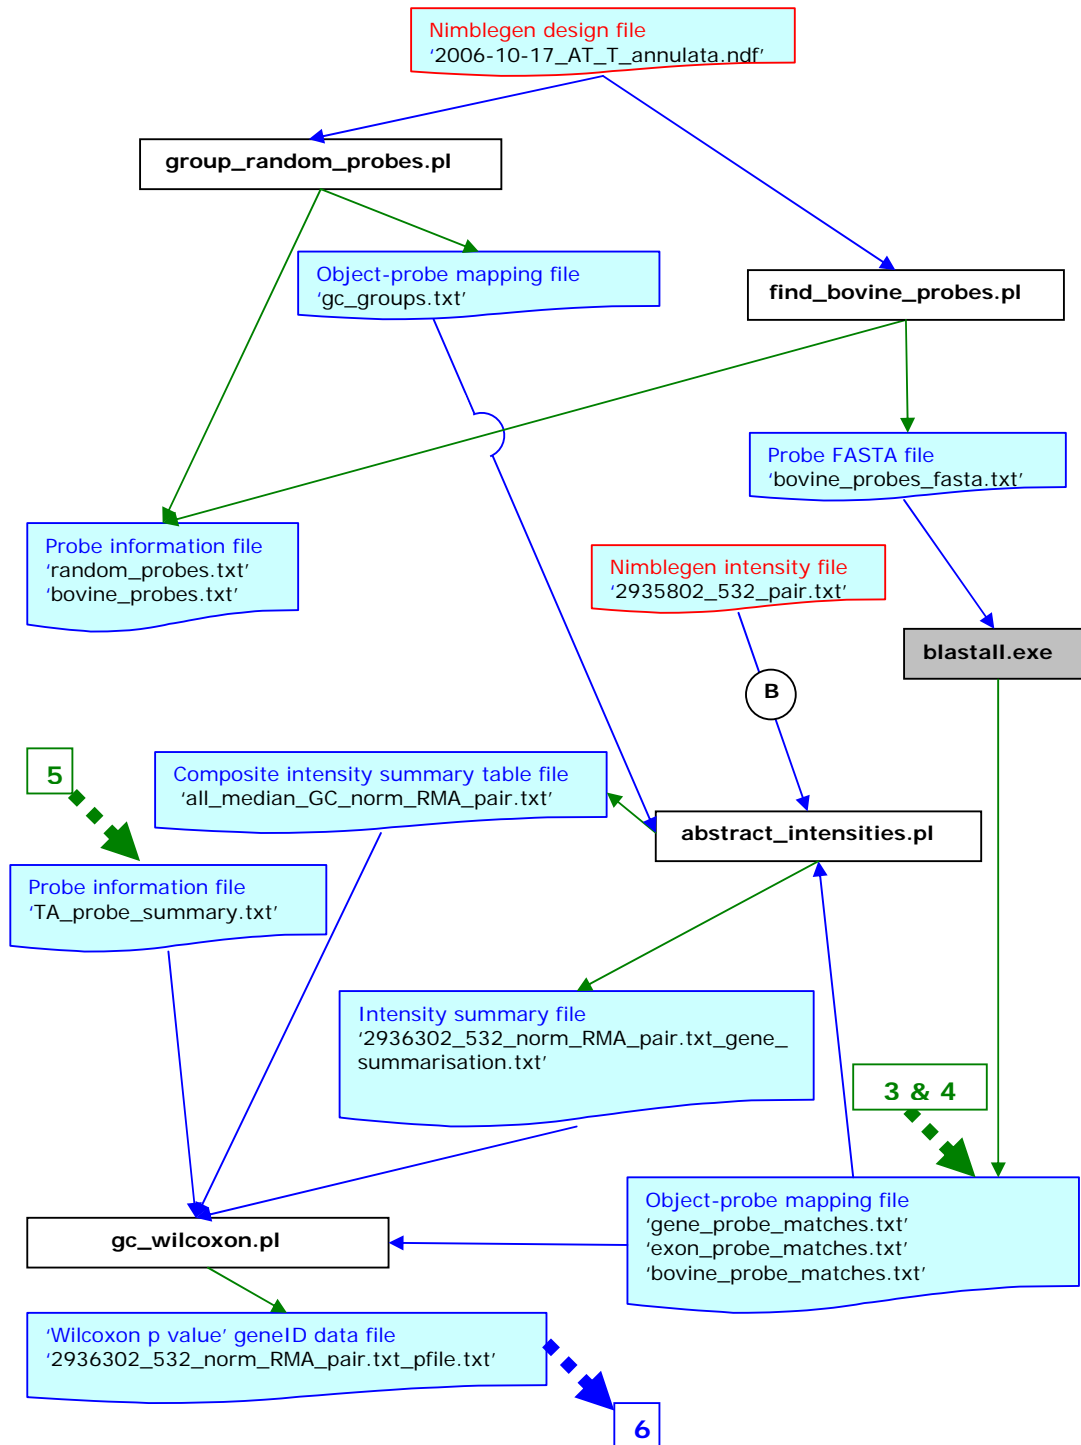 Nimblegen design file
‘2006-10-17_AT_T_annulata.ndf’
group_random_probes.pl
Object-probe mapping file
‘gc_groups.txt’
find_bovine_probes.pl
Probe FASTA file
‘bovine_probes_fasta.txt’
Probe information file
‘random_probes.txt’
‘bovine_probes.txt’
Nimblegen intensity file
‘2935802_532_pair.txt’
blastall.exe
B
5
Composite intensity summary table file
‘all_median_GC_norm_RMA_pair.txt’
abstract_intensities.pl
Probe information file
‘TA_probe_summary.txt’
Intensity summary file
‘2936302_532_norm_RMA_pair.txt_gene_
summarisation.txt’
3 & 4
Object-probe mapping file
‘gene_probe_matches.txt’
‘exon_probe_matches.txt’
‘bovine_probe_matches.txt’
gc_wilcoxon.pl
‘Wilcoxon p value’ geneID data file
‘2936302_532_norm_RMA_pair.txt_pfile.txt’
6